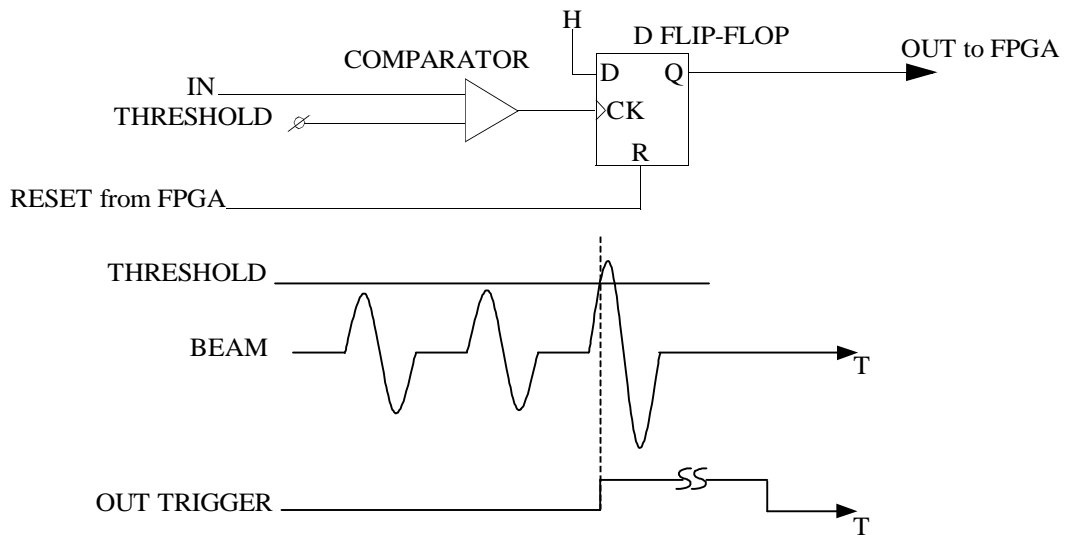 H
D FLIP-FLOP
OUT to FPGA
COMPARATOR
D Q
IN
THRESHOLD
CK
R
RESET from FPGA
THRESHOLD
BEAM
T
OUT TRIGGER
T